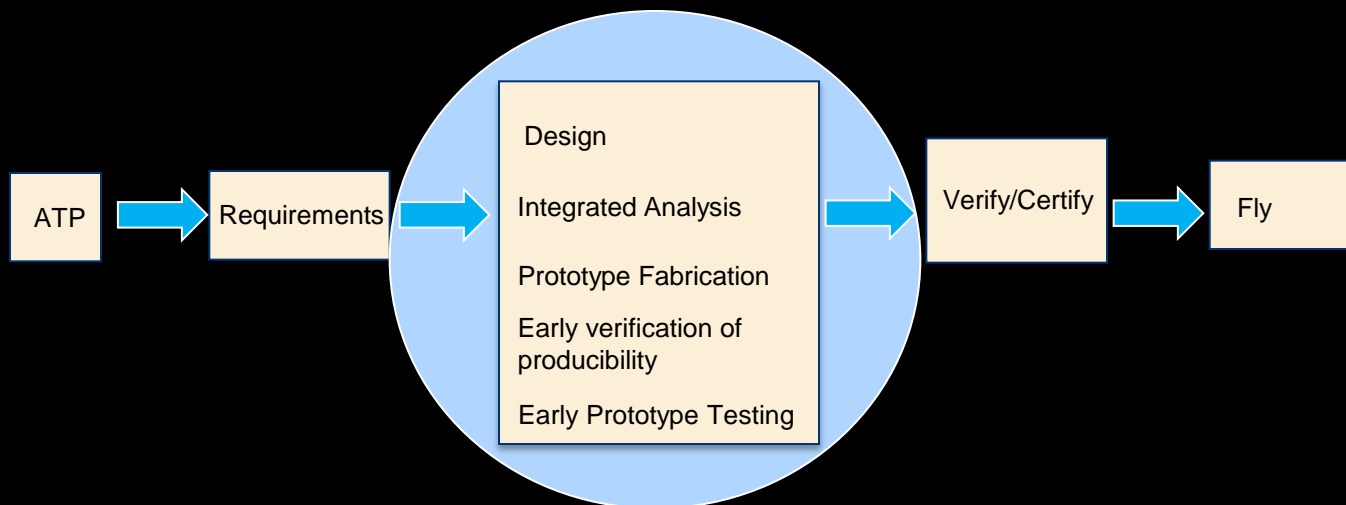 ATP
Requirements
Design
Integrated Analysis
Prototype Fabrication
Early verification of
producibility
Early Prototype Testing
Verify/Certify
Fly